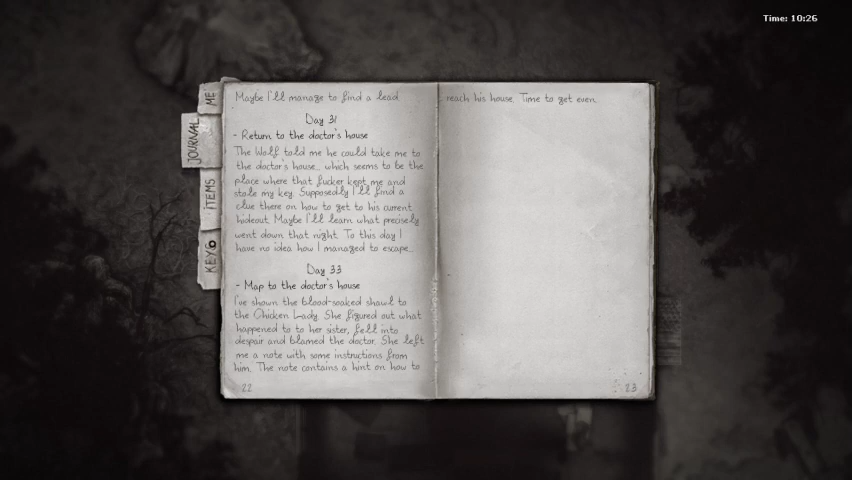 Time: 10:26
ME
JOURNAL
ITEMS
KEYS
Maybe I'll manage to find a lead.
Day 31
- Return to the doctor's house
The Wolf told me he could take me to
the doctor's house... which seems to be the
place where that fucker kept me and
stole my key. Supposedly I'll find a
clue there on how to get to his current
hideout. Maybe I'll learn what precisely
went down that night. To this day I
have no idea how I managed to escape...
Day 33
- Map to the doctor's house
I've shown the blood-soaked shawl to
the Chicken Lady. She figured out what
happened to to her sister, fell into
despair and blamed the doctor. She left
me a note with some instructions from
him. The note contains a hint on how to
22
reach his house. Time to get even.
23